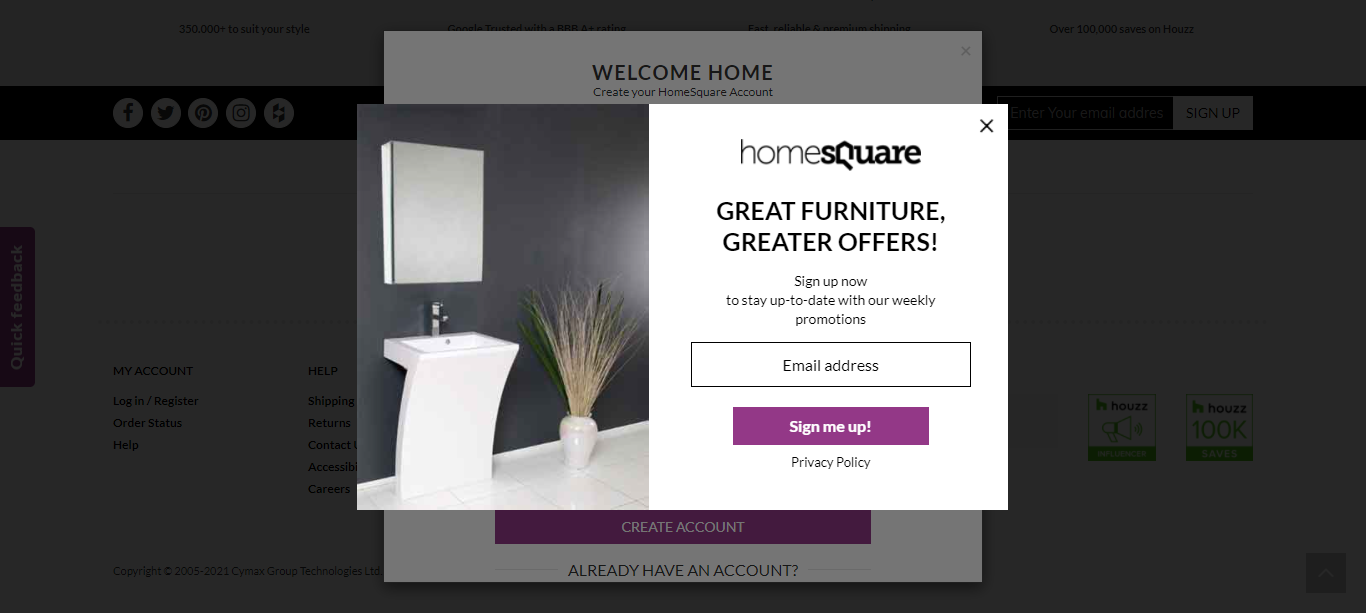 350.000+ to suit your style
Google Trusted with a BBB A+ rating
Fast, reliable & premium shipping
Over 100,000 saves on Houzz
×
WELCOME HOME
Create your HomeSquare Account
Enter Your email addres
SIGN UP
homesquare
GREAT FURNITURE,
GREATER OFFERS!
Sign up now
to stay up-to-date with our weekly
promotions
Email address
Sign me up!
Privacy Policy
Quick feedback
MY ACCOUNT
Log in / Register
Order Status
Help
HELP
Shipping
Returns
Contact
Accessibi
Careers
houzz
INFLUENCER
houzz
100K
SAVES
CREATE ACCOUNT
ALREADY HAVE AN ACCOUNT?
Copyright © 2005-2021 Cymax Group Technologies Ltd.